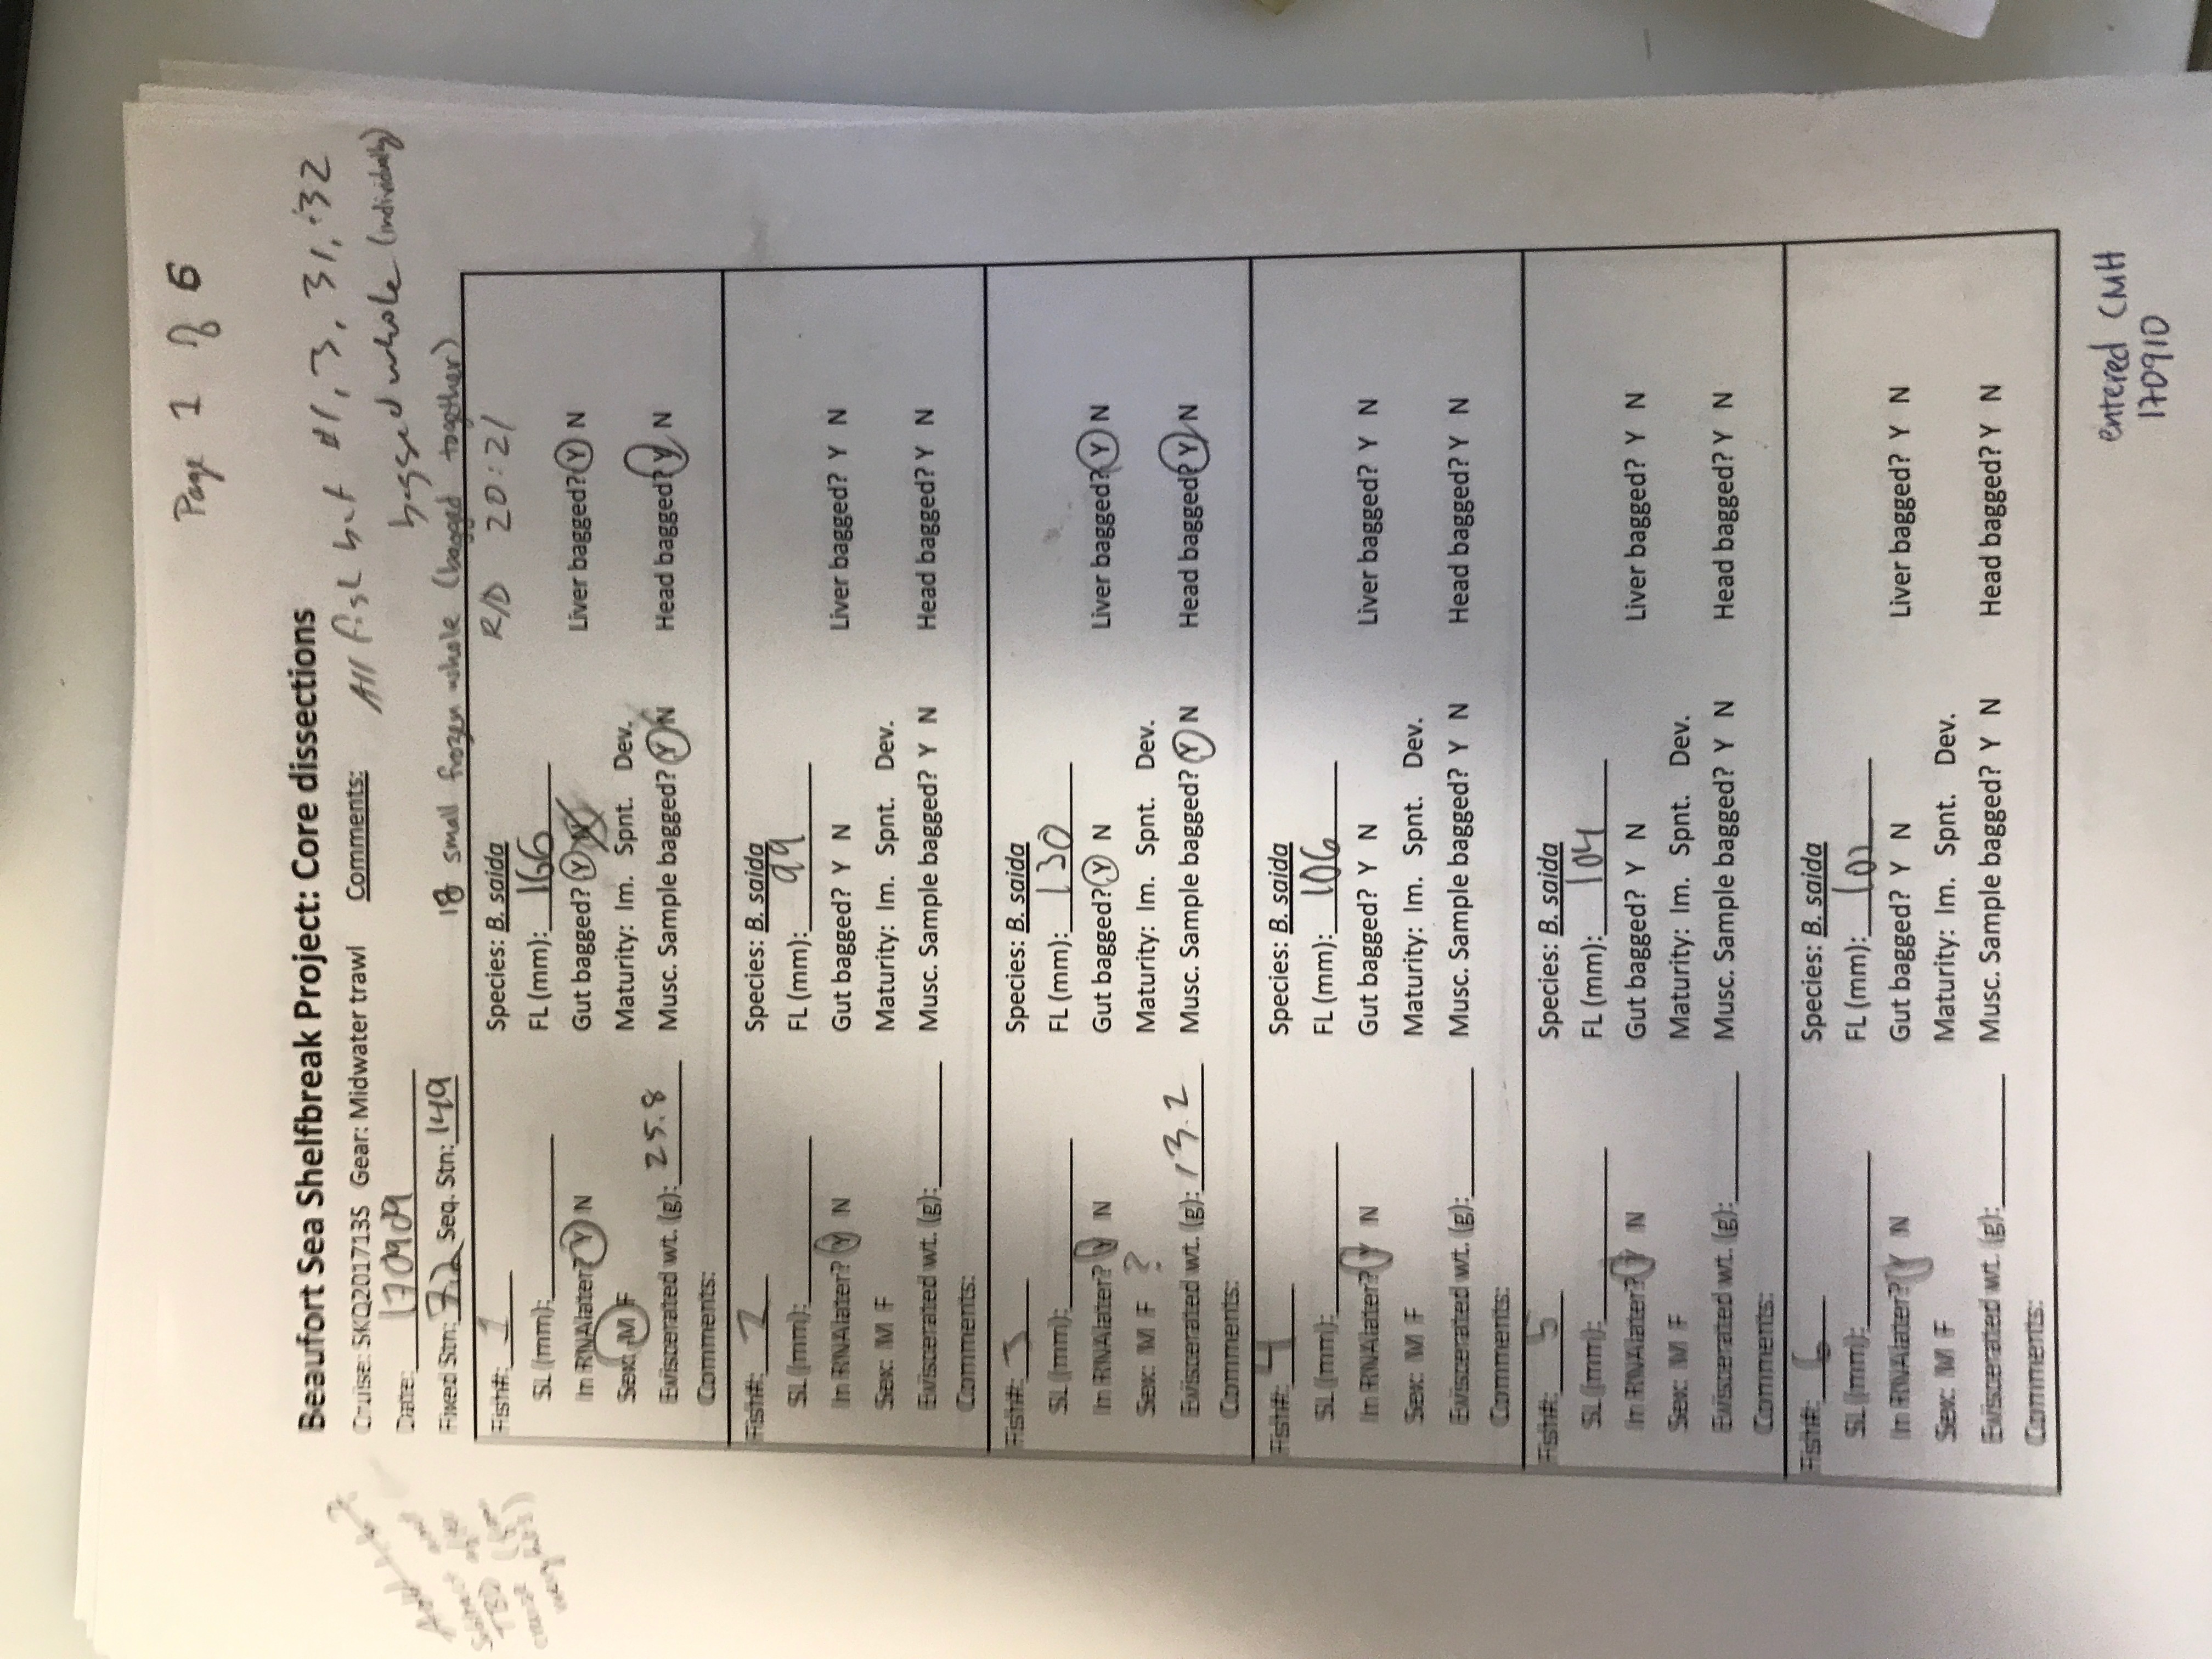 Page 1 of 6
Beaufort Sea Shelfbreak Project: Core dissections
Cruise: SKQ2017135 Gear: Midwater trawl Comments: All fish but #1, 3, 31, 32
Date: 170909 bagged whole (individually)
Fixed Stn: 7.2 Seq. Stn: 149 18 small frozen whole (bagged together)
Fish#: 1 Species: B. saida R/D 20:21
SL (mm): FL (mm): 166
In RNAlater? Y N Gut bagged? Y N Liver bagged? Y N
Sex: M F Maturity: Im. Spnt. Dev.
Eviscerated wt. (g): 25.8 Musc. Sample bagged? Y N Head bagged? Y N
Comments:
Fish#: 2 Species: B. saida
SL (mm): FL (mm): 99
In RNAlater? Y N Gut bagged? Y N Liver bagged? Y N
Sex: M F Maturity: Im. Spnt. Dev.
Eviscerated wt. (g): Musc. Sample bagged? Y N Head bagged? Y N
Comments:
Fish#: 3 Species: B. saida
SL (mm): FL (mm): 130
In RNAlater? Y N Gut bagged? Y N Liver bagged? Y N
Sex: M F ? Maturity: Im. Spnt. Dev.
Eviscerated wt. (g): 13.2 Musc. Sample bagged? Y N Head bagged? Y N
Comments:
Fish#: 4 Species: B. saida
SL (mm): FL (mm): 106
In RNAlater? Y N Gut bagged? Y N Liver bagged? Y N
Sex: M F Maturity: Im. Spnt. Dev.
Eviscerated wt. (g): Musc. Sample bagged? Y N Head bagged? Y N
Comments:
Fish#: 5 Species: B. saida
SL (mm): FL (mm): 104
In RNAlater? Y N Gut bagged? Y N Liver bagged? Y N
Sex: M F Maturity: Im. Spnt. Dev.
Eviscerated wt. (g): Musc. Sample bagged? Y N Head bagged? Y N
Comments:
Fish#: 6 Species: B. saida
SL (mm): FL (mm):
In RNAlater? Y N Gut bagged? Y N Liver bagged? Y N
Sex: M F Maturity: Im. Spnt. Dev.
Eviscerated wt. (g): Musc. Sample bagged? Y N Head bagged? Y N
Comments:
entered CMH
170910